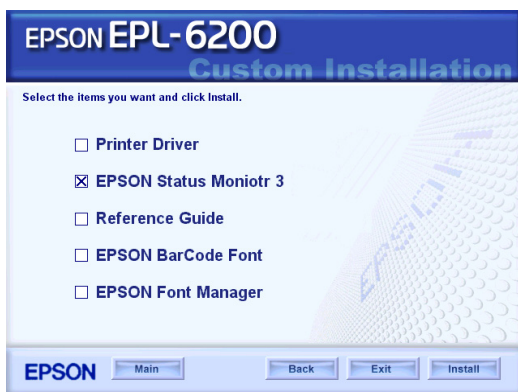 EPSON EPL-6200
Custom Installation
Select the items you want and click Install.
Printer Driver
EPSON Status Moniotr 3
Reference Guide
EPSON BarCode Font
EPSON Font Manager
EPSON
EPSON Main Back Exit Install